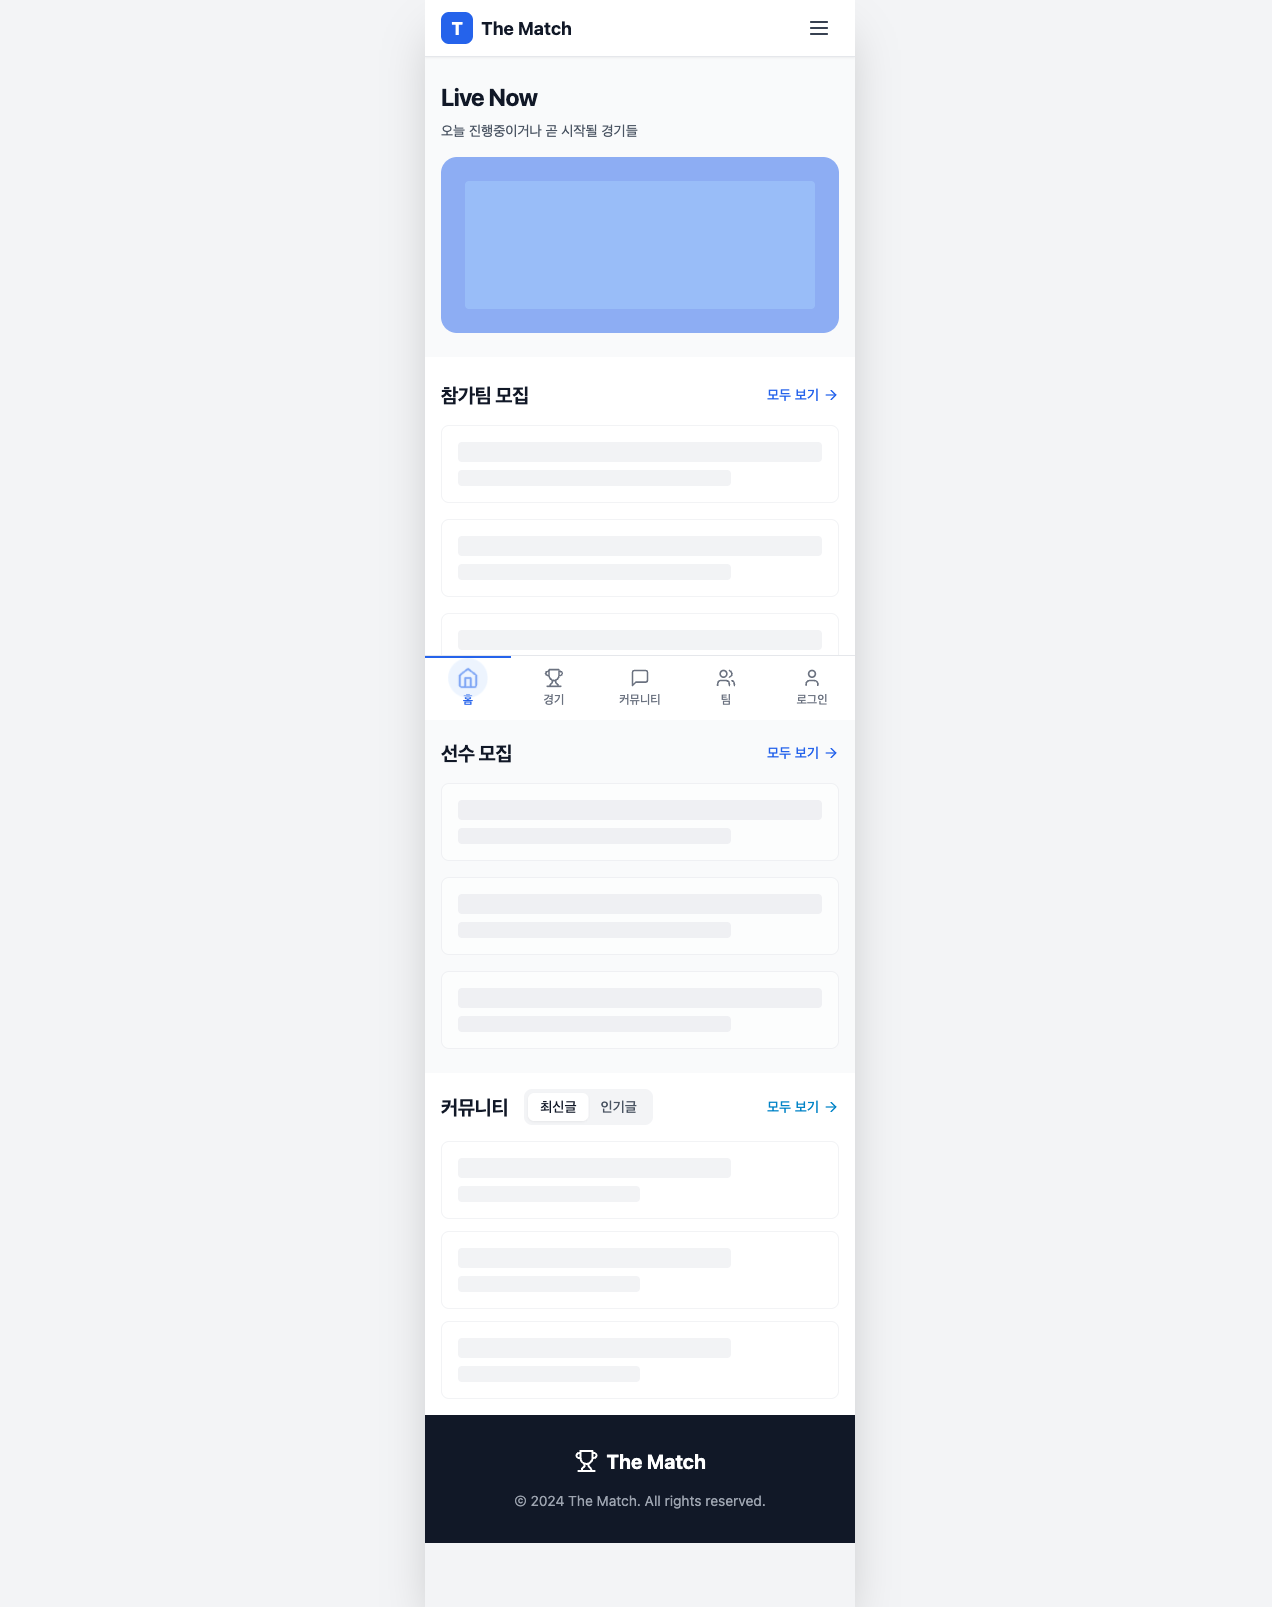 T The Match
Live Now
오늘 진행중이거나 곧 시작될 경기들
참가팀 모집 모두 보기
홈 경기 커뮤니티 팀 로그인
선수 모집 모두 보기
커뮤니티 최신글 인기글 모두 보기
The Match
© 2024 The Match. All rights reserved.